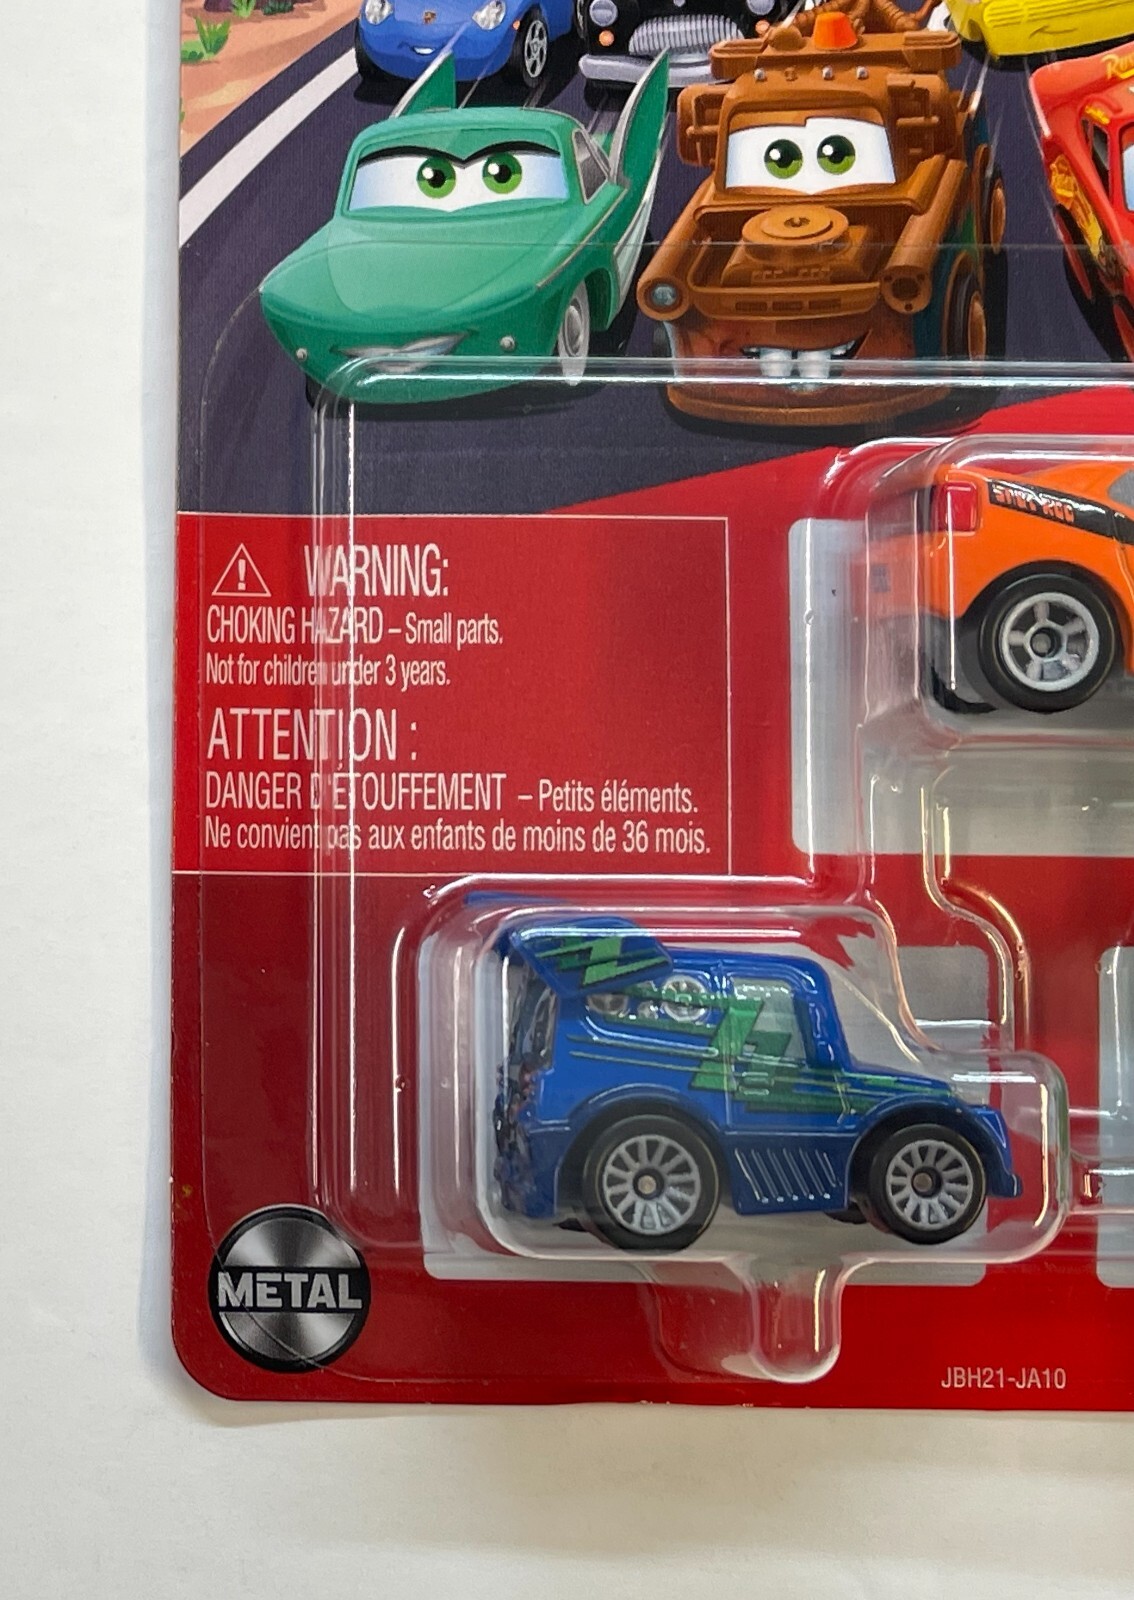 WARNING:
CHOKING HAZARD – Small parts.
Not for children under 3 years.
ATTENTION :
DANGER D'ÉTOUFFEMENT – Petits éléments.
Ne convient pas aux enfants de moins de 36 mois.
METAL
JBH21-JA10